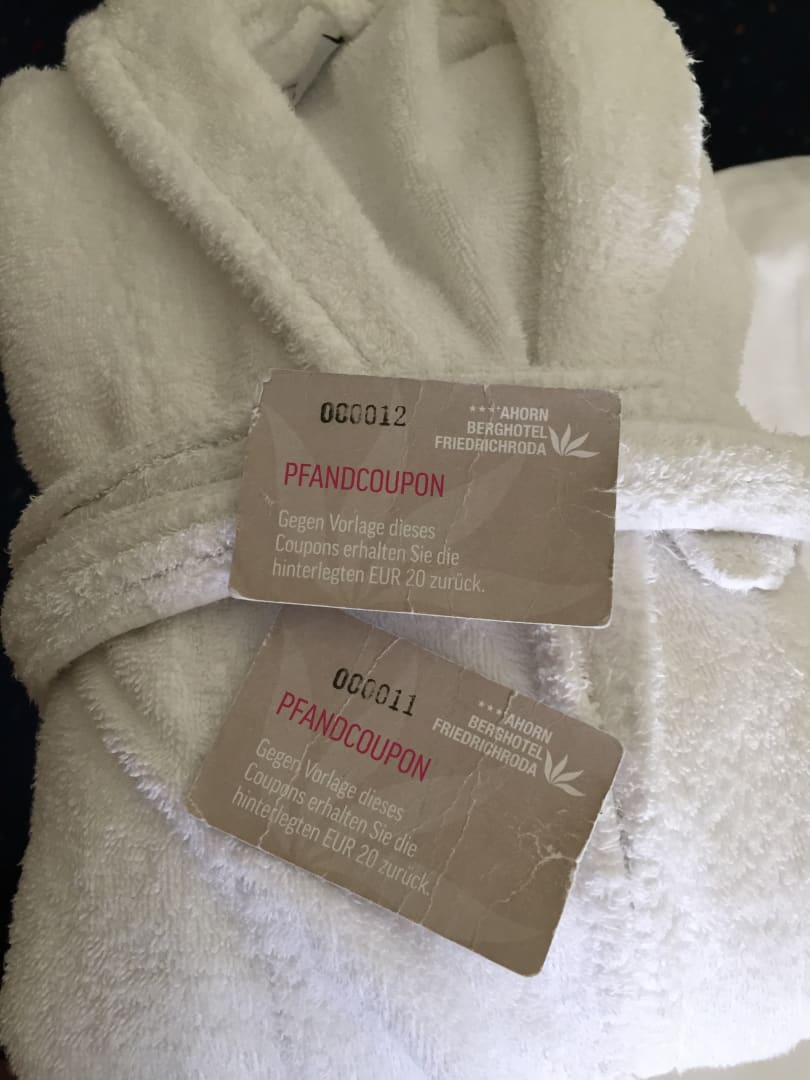 000012
****AHORN
BERGHOTEL
FRIEDRICHRODA
PFANDCOUPON
Gegen Vorlage dieses
Coupons erhalten Sie die
hinterlegten EUR 20 zurück.
000011
****AHORN
BERGHOTEL
FRIEDRICHRODA
PFANDCOUPON
Gegen Vorlage dieses
Coupons erhalten Sie die
hinterlegten EUR 20 zurück.